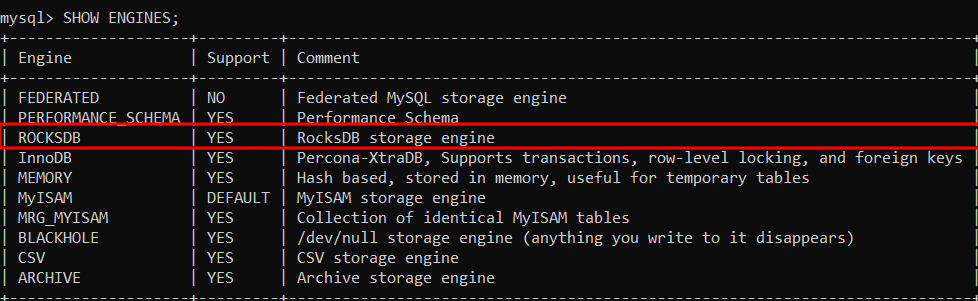 mysql> SHOW ENGINES;
+--------------------+---------+----------------------------------------------------------------------------
| Engine             | Support | Comment                                                                    |
+--------------------+---------+----------------------------------------------------------------------------
| FEDERATED          | NO      | Federated MySQL storage engine                                             |
| PERFORMANCE_SCHEMA | YES     | Performance Schema                                                         |
| ROCKSDB            | YES     | RocksDB storage engine                                                     |
| InnoDB             | YES     | Percona-XtraDB, Supports transactions, row-level locking, and foreign keys |
| MEMORY             | YES     | Hash based, stored in memory, useful for temporary tables                  |
| MyISAM             | DEFAULT | MyISAM storage engine                                                      |
| MRG_MYISAM         | YES     | Collection of identical MyISAM tables                                      |
| BLACKHOLE          | YES     | /dev/null storage engine (anything you write to it disappears)             |
| CSV                | YES     | CSV storage engine                                                         |
| ARCHIVE            | YES     | Archive storage engine                                                     |
+--------------------+---------+----------------------------------------------------------------------------